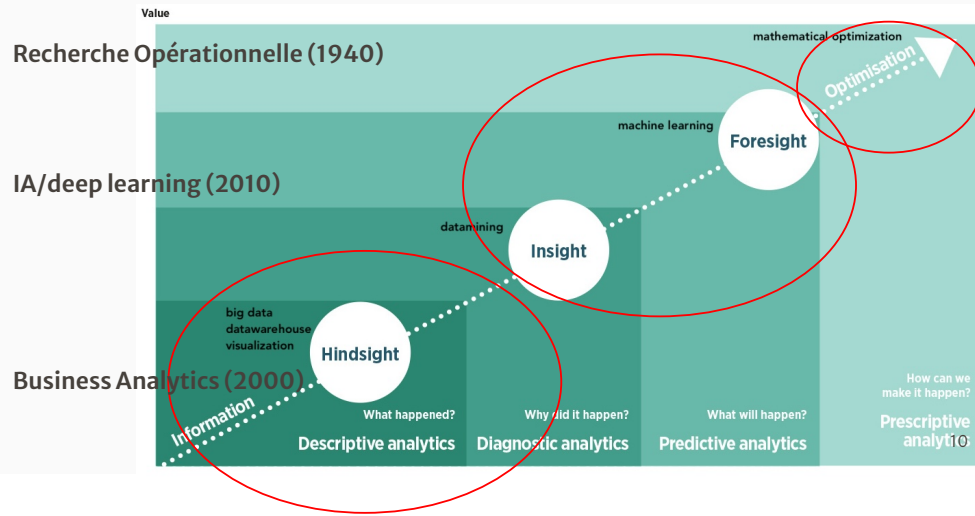 Value
Recherche Opérationnelle (1940)
mathematical optimization
Optimisation
machine learning
Foresight
IA/deep learning (2010)
datamining
Insight
big data
datawarehouse
visualization
Hindsight
Business Analytics (2000)
Information
What happened?
Descriptive analytics
Why did it happen?
Diagnostic analytics
What will happen?
Predictive analytics
How can we
make it happen?
Prescriptive
analytics
10